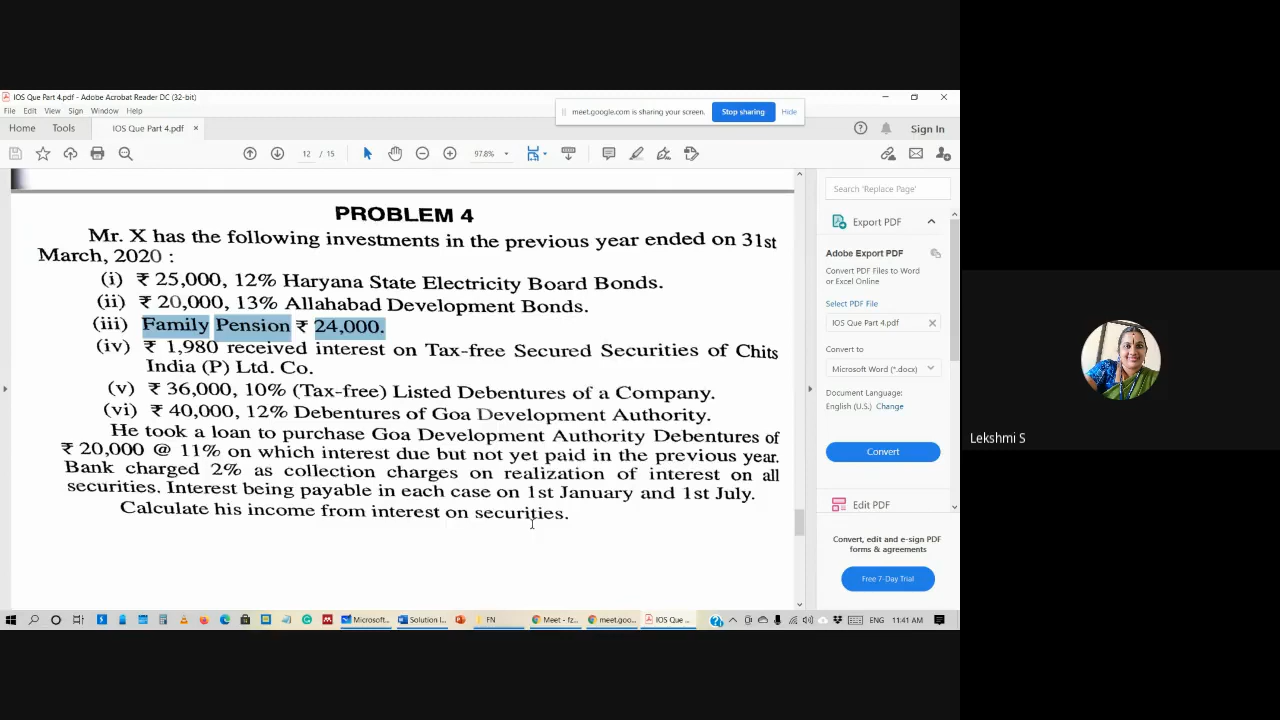 IOS Que Part 4.pdf - Adobe Acrobat Reader DC (32-bit)
File Edit View Sign Window Help
meet.google.com is sharing your screen. Stop sharing Hide
Home Tools IOS Que Part 4.pdf × Sign In
12 / 15 97.8%
PROBLEM 4
Mr. X has the following investments in the previous year ended on 31st
March, 2020 :
(i) ₹ 25,000, 12% Haryana State Electricity Board Bonds.
(ii) ₹ 20,000, 13% Allahabad Development Bonds.
(iii) Family Pension ₹ 24,000.
(iv) ₹ 1,980 received interest on Tax-free Secured Securities of Chits
India (P) Ltd. Co.
(v) ₹ 36,000, 10% (Tax-free) Listed Debentures of a Company.
(vi) ₹ 40,000, 12% Debentures of Goa Development Authority.
He took a loan to purchase Goa Development Authority Debentures of
₹ 20,000 @ 11% on which interest due but not yet paid in the previous year.
Bank charged 2% as collection charges on realization of interest on all
securities. Interest being payable in each case on 1st January and 1st July.
Calculate his income from interest on securities.
Search 'Replace Page'
Export PDF
Adobe Export PDF
Convert PDF Files to Word
or Excel Online
Select PDF File
IOS Que Part 4.pdf
Convert to
Microsoft Word (*.docx)
Document Language:
English (U.S.) Change
Convert
Edit PDF
Convert, edit and e-sign PDF
forms & agreements
Free 7-Day Trial
Lekshmi S
Microsoft... Solution I... FN Meet - fz... meet.goo... IOS Que ... ENG 11:41 AM